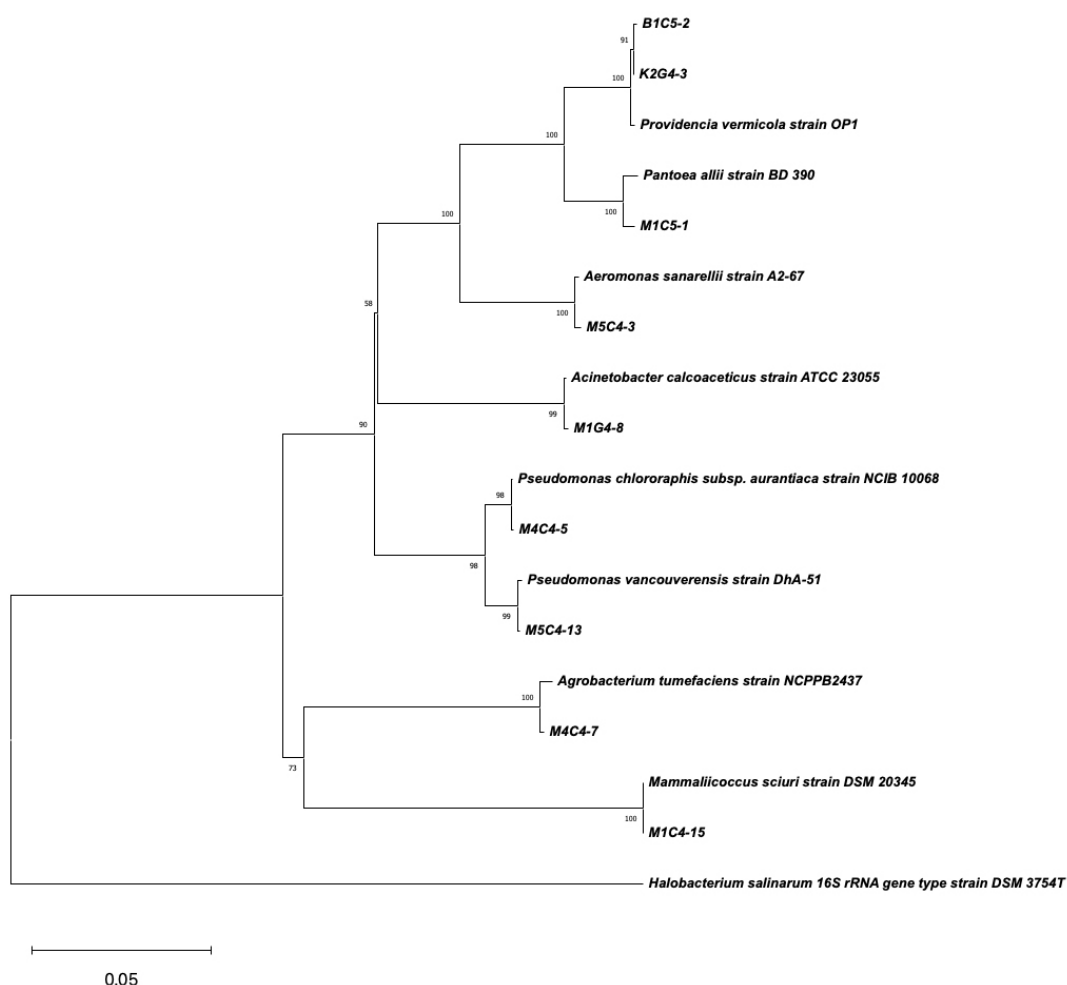 B1C5-2
91
K2G4-3
100
Providencia vermicola strain OP1
100
Pantoea allii strain BD 390
100
M1C5-1
100
Aeromonas sanarellii strain A2-67
100
M5C4-3
58
Acinetobacter calcoaceticus strain ATCC 23055
99
M1G4-8
90
Pseudomonas chlororaphis subsp. aurantiaca strain NCIB 10068
98
M4C4-5
98
Pseudomonas vancouverensis strain DhA-51
99
M5C4-13
Agrobacterium tumefaciens strain NCPPB2437
100
M4C4-7
73
Mammaliicoccus sciuri strain DSM 20345
100
M1C4-15
Halobacterium salinarum 16S rRNA gene type strain DSM 3754T
0.05